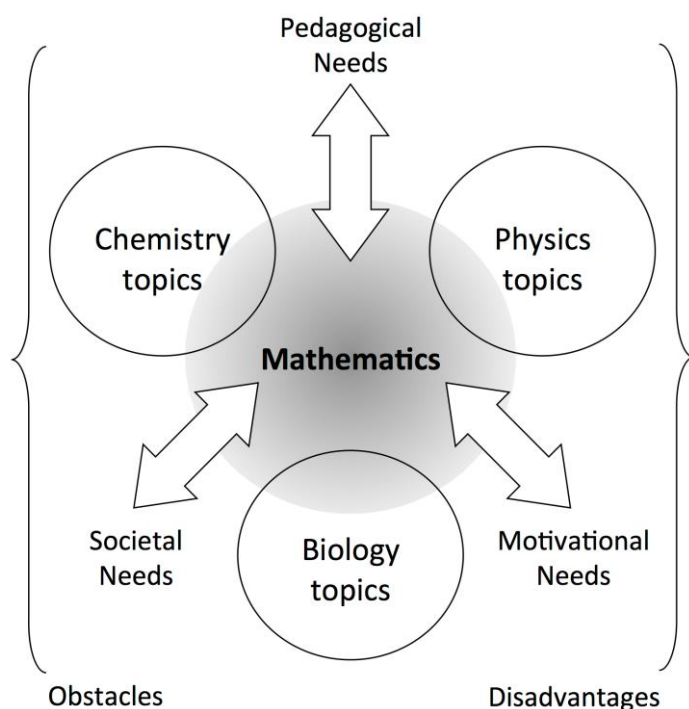 Pedagogical
Needs
Chemistry
topics
Physics
topics
Mathematics
Societal
Needs
Biology
topics
Motivational
Needs
Obstacles
Disadvantages